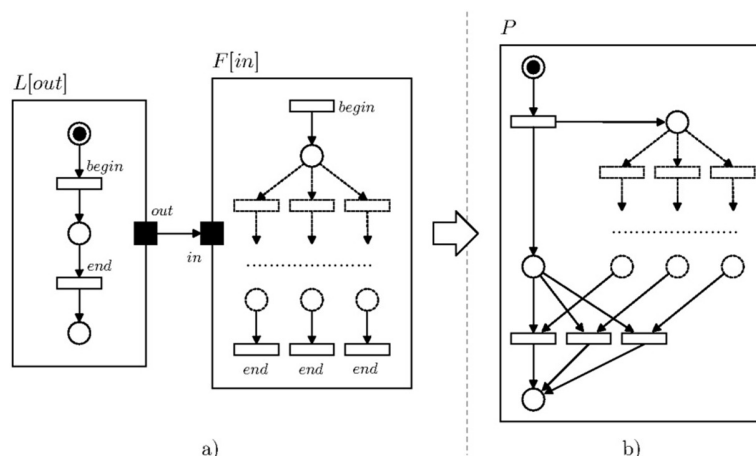 P
F[in]
L[out]
begin
begin
out
in
end
end end end
a) b)